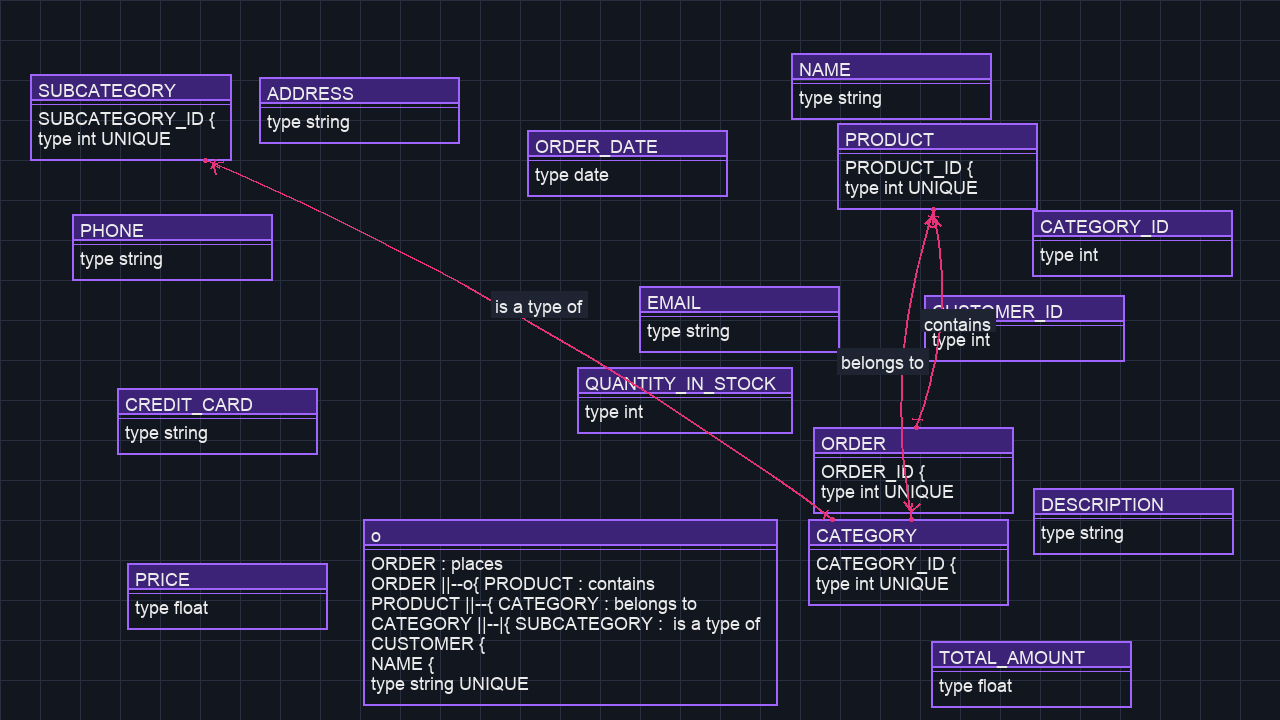 NAME
type string
SUBCATEGORY
SUBCATEGORY_ID {
type int UNIQUE
ADDRESS
type string
ORDER_DATE
type date
PRODUCT
PRODUCT_ID {
type int UNIQUE
PHONE
type string
CATEGORY_ID
type int
is a type of
EMAIL
type string
CUSTOMER_ID
type int
contains
belongs to
QUANTITY_IN_STOCK
type int
CREDIT_CARD
type string
ORDER
ORDER_ID {
type int UNIQUE
DESCRIPTION
type string
CATEGORY
CATEGORY_ID {
type int UNIQUE
o
ORDER : places
ORDER ||--o{ PRODUCT : contains
PRODUCT ||--{ CATEGORY : belongs to
CATEGORY ||--|{ SUBCATEGORY :  is a type of
CUSTOMER {
NAME {
type string UNIQUE
PRICE
type float
TOTAL_AMOUNT
type float